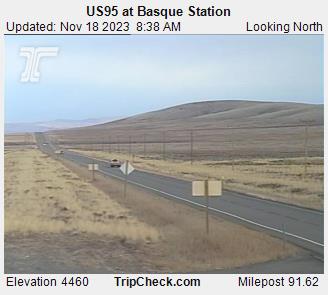 US95 at Basque Station
Updated: Nov 18 2023 8:38 AM Looking North
Elevation 4460 TripCheck.com Milepost 91.62